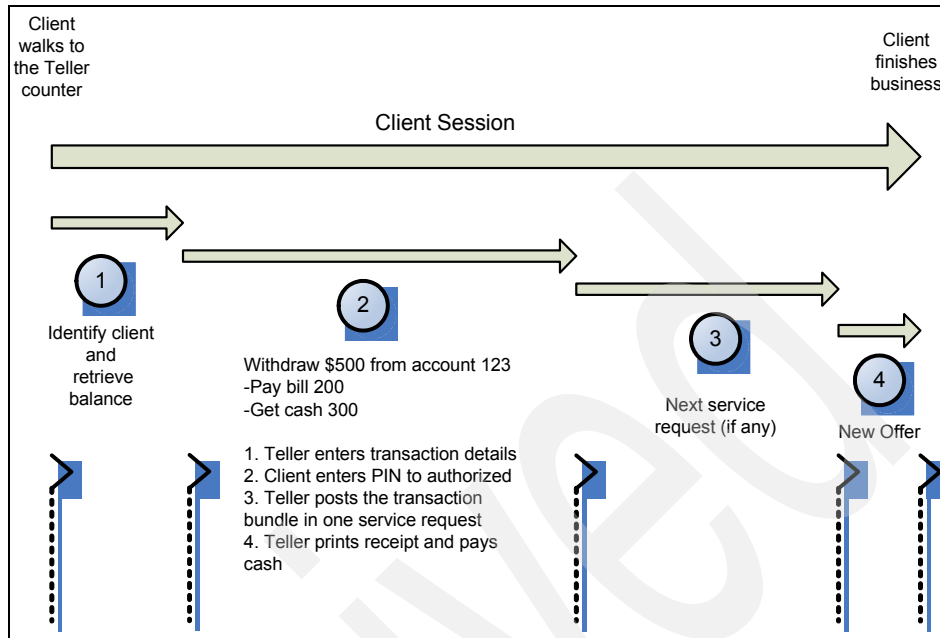 Client
walks to
the Teller
counter
Client
finishes
business
Client Session
1
Identify client
and
retrieve
balance
2
Withdraw $500 from account 123
-Pay bill 200
-Get cash 300
1. Teller enters transaction details
2. Client enters PIN to authorized
3. Teller posts the transaction
bundle in one service request
4. Teller prints receipt and pays
cash
3
Next service
request (if any)
4
New Offer